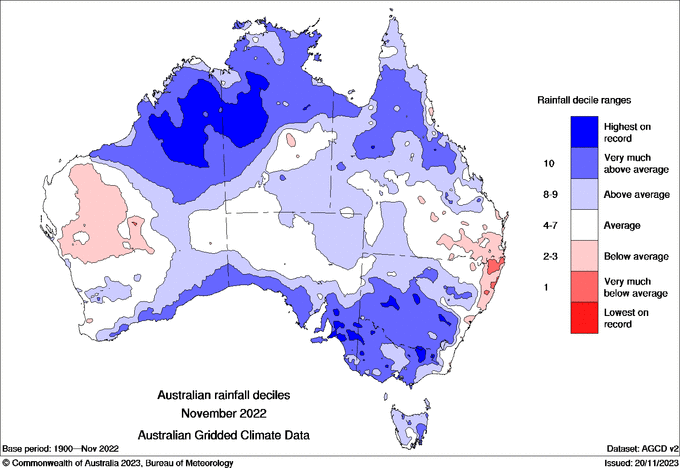 Rainfall decile ranges
Highest on
record
10
Very much
above average
8-9
Above average
4-7
Average
2-3
Below average
1
Very much
below average
Lowest on
record
Australian rainfall deciles
November 2022
Australian Gridded Climate Data
Base period: 1900—Nov 2022
Dataset: AGCD v2
© Commonwealth of Australia 2023, Bureau of Meteorology
Issued: 20/11/2023